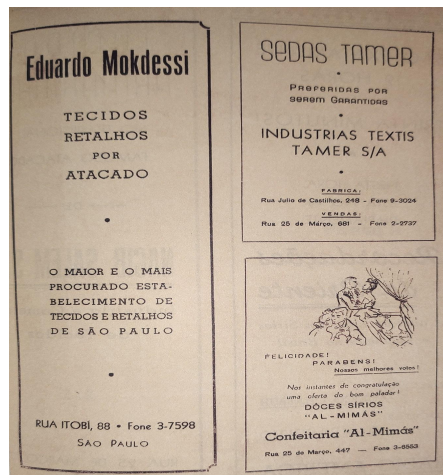 Eduardo Mokdessi
TECIDOS
RETALHOS
POR
ATACADO
O MAIOR E O MAIS
PROCURADO ESTA-
BELECIMENTO DE
TECIDOS E RETALHOS
DE SÃO PAULO
RUA ITOBÍ, 88 • Fone 3-7598
SÃO PAULO
SEDAS TAMER
PREFERIDAS POR
SEREM GARANTIDAS
INDUSTRIAS TEXTIS
TAMER S/A
FABRICA:
Rua Julio de Castilhos, 248 - Fone 9-3024
VENDAS:
Rua 25 de Março, 681 - Fone 2-2737
FELICIDADE!
PARABENS!
Nossos melhores votos!
Nos instantes de congratulação
uma oferta do bom paladar!
DÔCES SÍRIOS
"AL-MIMÁS"
Confeitaria "Al-Mimás"
Rua 25 de Março, 447 — Fone 3-6553